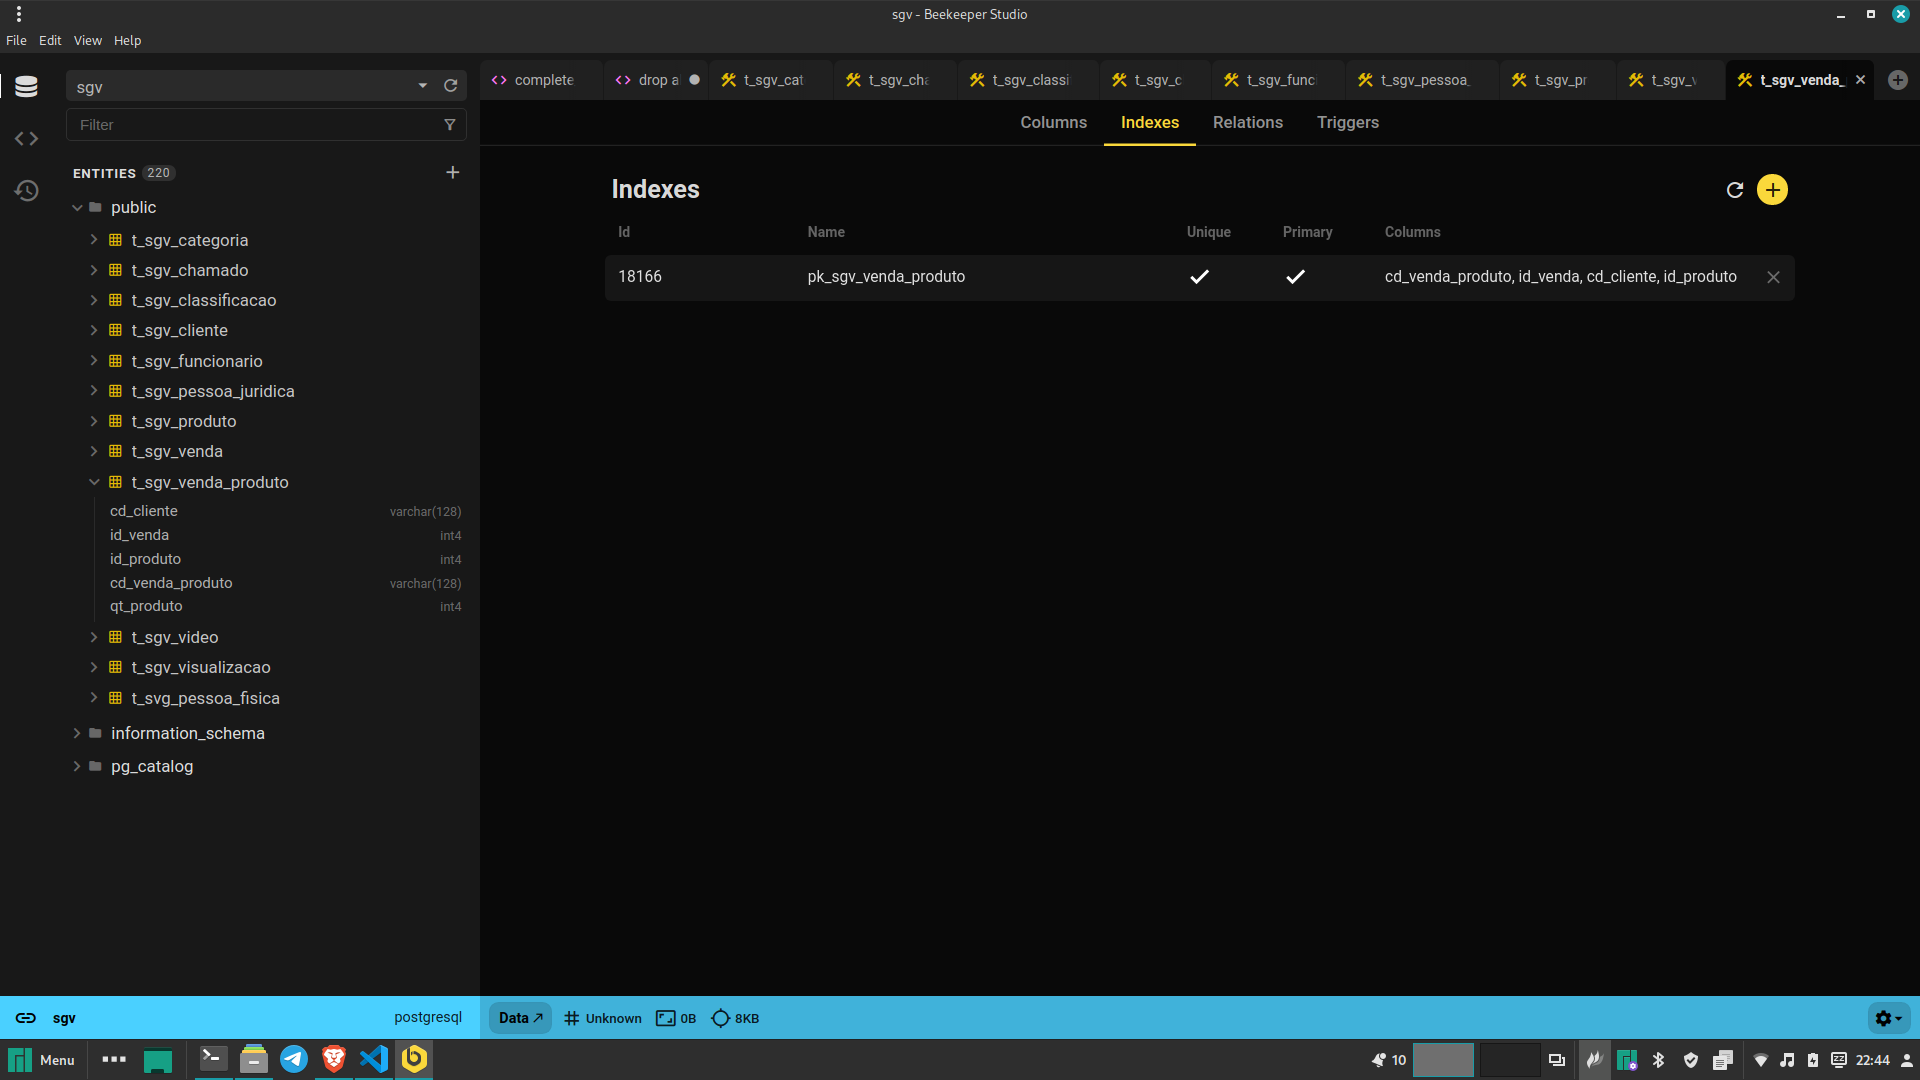 sgv - Beekeeper Studio
File Edit View Help
sgv
Filter
ENTITIES 220
public
t_sgv_categoria
t_sgv_chamado
t_sgv_classificacao
t_sgv_cliente
t_sgv_funcionario
t_sgv_pessoa_juridica
t_sgv_produto
t_sgv_venda
t_sgv_venda_produto
cd_cliente varchar(128)
id_venda int4
id_produto int4
cd_venda_produto varchar(128)
qt_produto int4
t_sgv_video
t_sgv_visualizacao
t_svg_pessoa_fisica
information_schema
pg_catalog
complete drop a t_sgv_cat t_sgv_cha t_sgv_classi t_sgv_c t_sgv_func t_sgv_pessoa_ t_sgv_pr t_sgv_v t_sgv_venda_
Columns Indexes Relations Triggers
Indexes
Id Name Unique Primary Columns
18166 pk_sgv_venda_produto cd_venda_produto, id_venda, cd_cliente, id_produto
sgv postgresql Data Unknown 0B 8KB
Menu 10 22:44